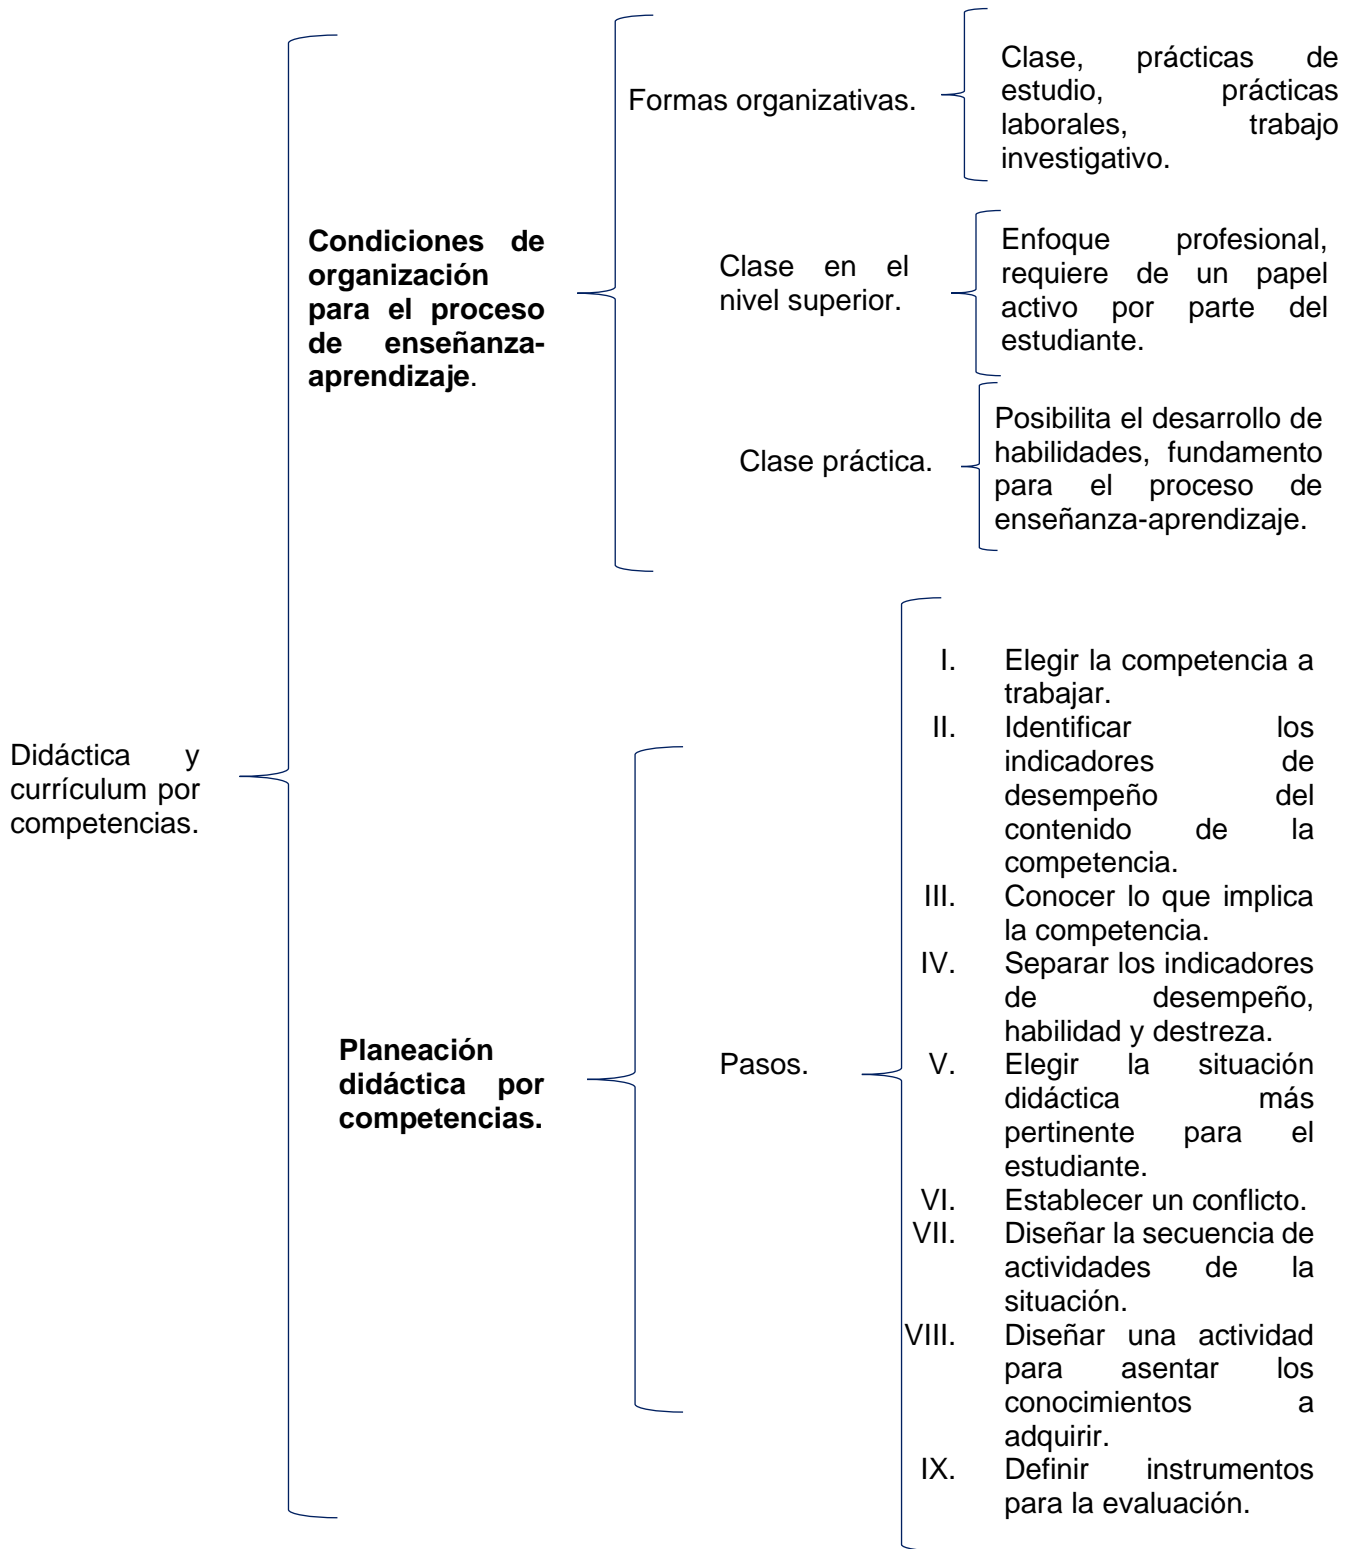 Didáctica y
currículum por
competencias.
Condiciones de
organización
para el proceso
de enseñanza-
aprendizaje.
Formas organizativas.
Clase, prácticas de
estudio, prácticas
laborales, trabajo
investigativo.
Clase en el
nivel superior.
Enfoque profesional,
requiere de un papel
activo por parte del
estudiante.
Clase práctica.
Posibilita el desarrollo de
habilidades, fundamento
para el proceso de
enseñanza-aprendizaje.
Planeación
didáctica por
competencias.
Pasos.
I. Elegir la competencia a
trabajar.
II. Identificar los
indicadores de
desempeño del
contenido de la
competencia.
III. Conocer lo que implica
la competencia.
IV. Separar los indicadores
de desempeño,
habilidad y destreza.
V. Elegir la situación
didáctica más
pertinente para el
estudiante.
VI. Establecer un conflicto.
VII. Diseñar la secuencia de
actividades de la
situación.
VIII. Diseñar una actividad
para asentar los
conocimientos a
adquirir.
IX. Definir instrumentos
para la evaluación.